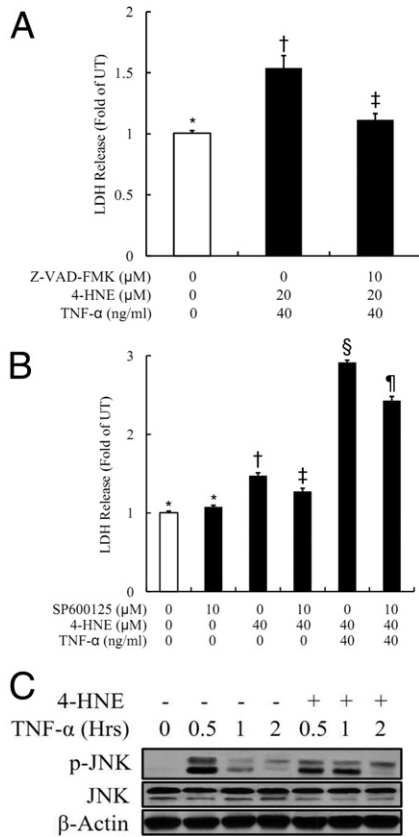 A
LDH Release (Fold of UT)
2
1.5
1
0.5
0
* † ‡
Z-VAD-FMK (μM) 0 0 10
4-HNE (μM) 0 20 20
TNF-α (ng/ml) 0 40 40
B
LDH Release (Fold of UT)
3
2
1
0
* * † ‡ § ¶
SP600125 (μM) 0 10 0 10 0 10
4-HNE (μM) 0 0 40 40 40 40
TNF-α (ng/ml) 0 0 0 0 40 40
C
4-HNE - - - - + + +
TNF-α (Hrs) 0 0.5 1 2 0.5 1 2
p-JNK
JNK
β-Actin